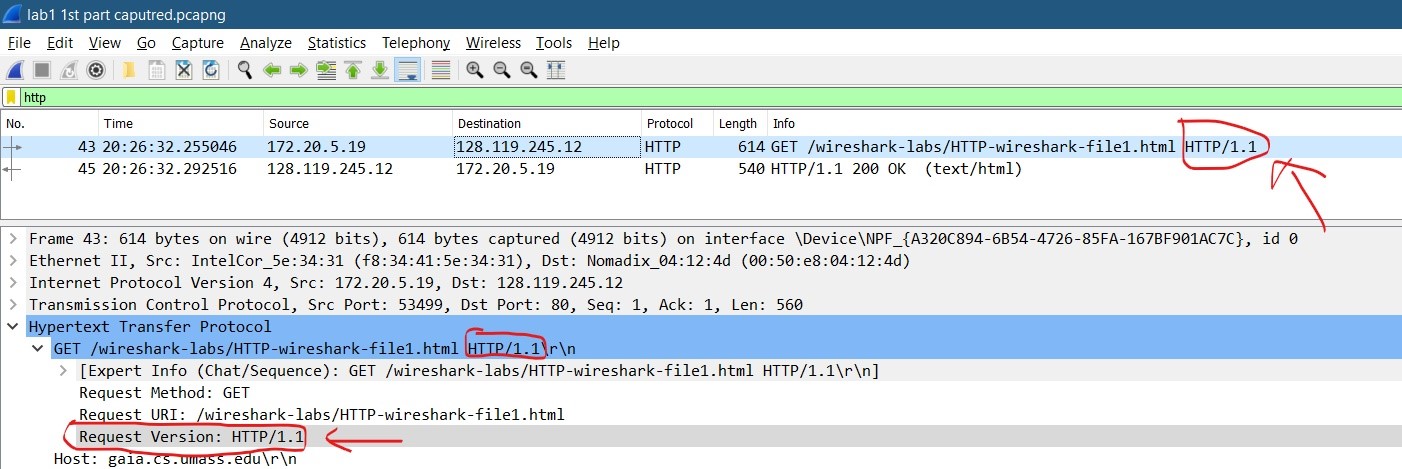 lab1 1st part caputred.pcapng
File Edit View Go Capture Analyze Statistics Telephony Wireless Tools Help
http
No. Time Source Destination Protocol Length Info
43 20:26:32.255046 172.20.5.19 128.119.245.12 HTTP 614 GET /wireshark-labs/HTTP-wireshark-file1.html HTTP/1.1
45 20:26:32.292516 128.119.245.12 172.20.5.19 HTTP 540 HTTP/1.1 200 OK (text/html)
Frame 43: 614 bytes on wire (4912 bits), 614 bytes captured (4912 bits) on interface \Device\NPF_{A320C894-6B54-4726-85FA-167BF901AC7C}, id 0
Ethernet II, Src: IntelCor_5e:34:31 (f8:34:41:5e:34:31), Dst: Nomadix_04:12:4d (00:50:e8:04:12:4d)
Internet Protocol Version 4, Src: 172.20.5.19, Dst: 128.119.245.12
Transmission Control Protocol, Src Port: 53499, Dst Port: 80, Seq: 1, Ack: 1, Len: 560
Hypertext Transfer Protocol
GET /wireshark-labs/HTTP-wireshark-file1.html HTTP/1.1\r\n
[Expert Info (Chat/Sequence): GET /wireshark-labs/HTTP-wireshark-file1.html HTTP/1.1\r\n]
Request Method: GET
Request URI: /wireshark-labs/HTTP-wireshark-file1.html
Request Version: HTTP/1.1
Host: gaia.cs.umass.edu\r\n